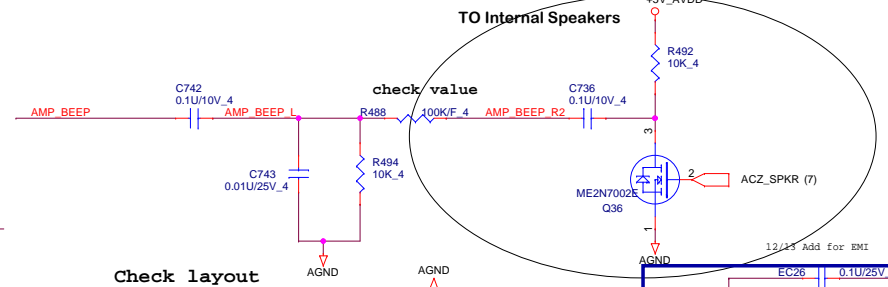 TO Internal Speakers
+5V_AVDD
R492
10K_4
C742
0.1U/10V_4
check value
C736
0.1U/10V_4
AMP_BEEP
AMP_BEEP_L
R488
100K/F_4
AMP_BEEP_R2
3
C743
0.01U/25V_4
R494
10K_4
2
ACZ_SPKR (7)
ME2N7002E
Q36
1
12/13 Add for EMI
AGND
AGND
AGND
Check layout
EC26
0.1U/25V